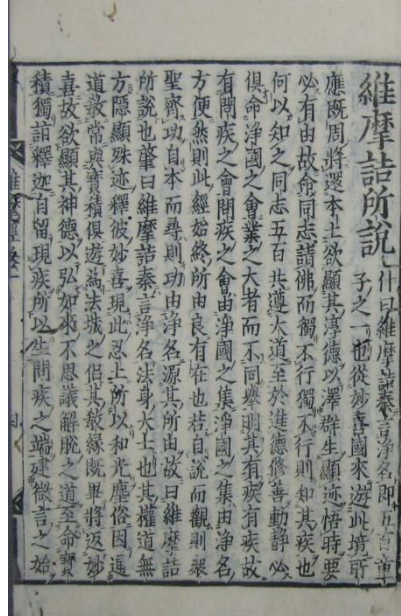 維摩詰所說 什曰維摩詰秦言淨名即五百童
子之一也從妙喜國來遊此境所
應既周將還本土欲顯其淳德以澤群生顯迹悟時要
必有由故命同志詣佛而獨不行獨不行則知其疾也
何以知之同志五百共遵大道至於進德修善動靜必
俱命淨國之會業之大者而不同舉明其有疾有疾故
有問疾之會問疾之會由淨國之集淨國之集由淨名
方便然則此經始終所由良有在也若自說而觀則眾
聖齊功自本而尋則功由淨名源其所由故曰維摩詰
所說也肇曰維摩詰秦言淨名法身大士也其權道無
方隱顯殊迹釋彼妙喜現此忍土所以和光塵俗因通
道教常與寶積俱遊為法城之侶其教緣既畢將返妙
喜故欲顯其神德以弘如來不思議解脫之道至命寶
積獨詣釋迦自留現疾所以生問疾之端建微言之始